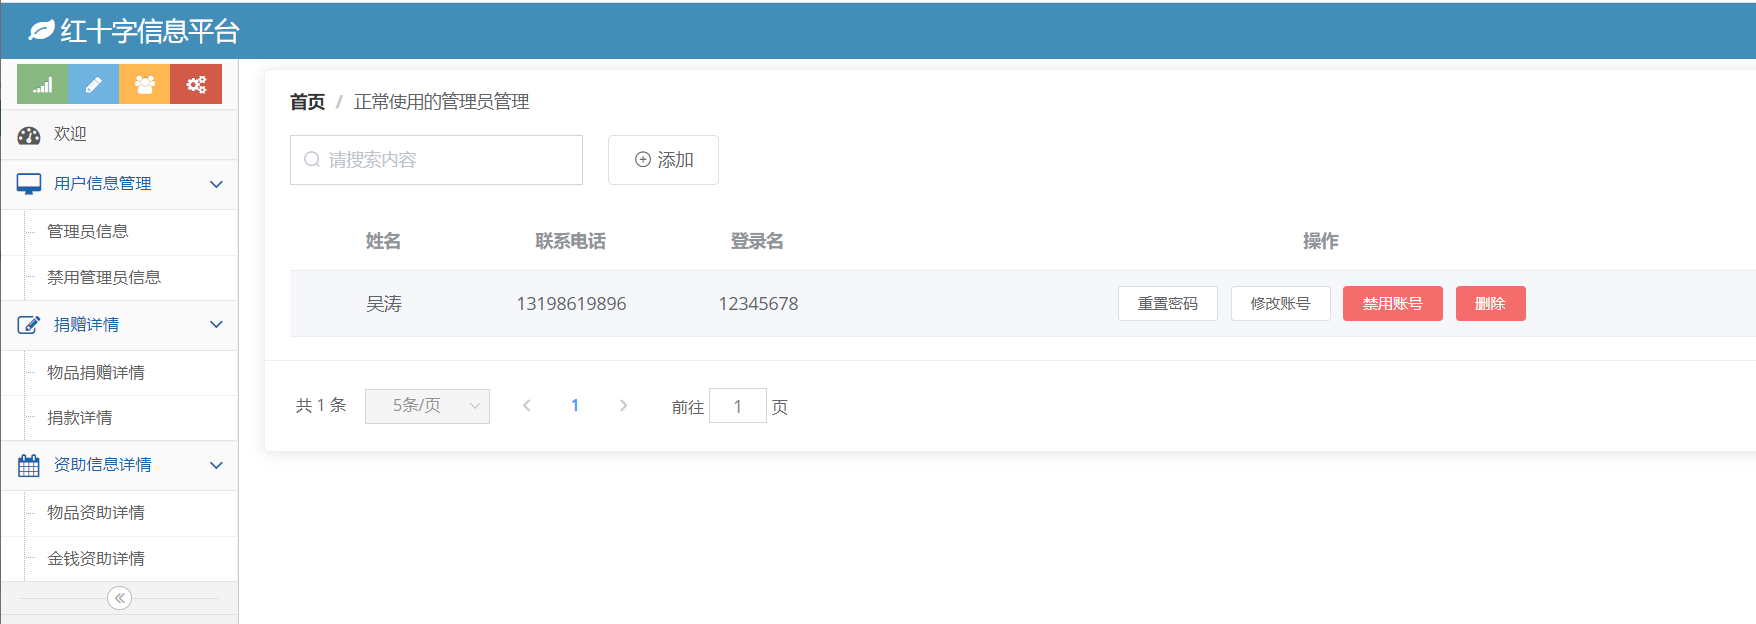 红十字信息平台
欢迎
用户信息管理
管理员信息
禁用管理员信息
捐赠详情
物品捐赠详情
捐款详情
资助信息详情
物品资助详情
金钱资助详情
首页 / 正常使用的管理员管理
请搜索内容 添加
姓名 联系电话 登录名 操作
吴涛 13198619896 12345678 重置密码 修改账号 禁用账号 删除
共 1 条 5条/页 1 前往 1 页